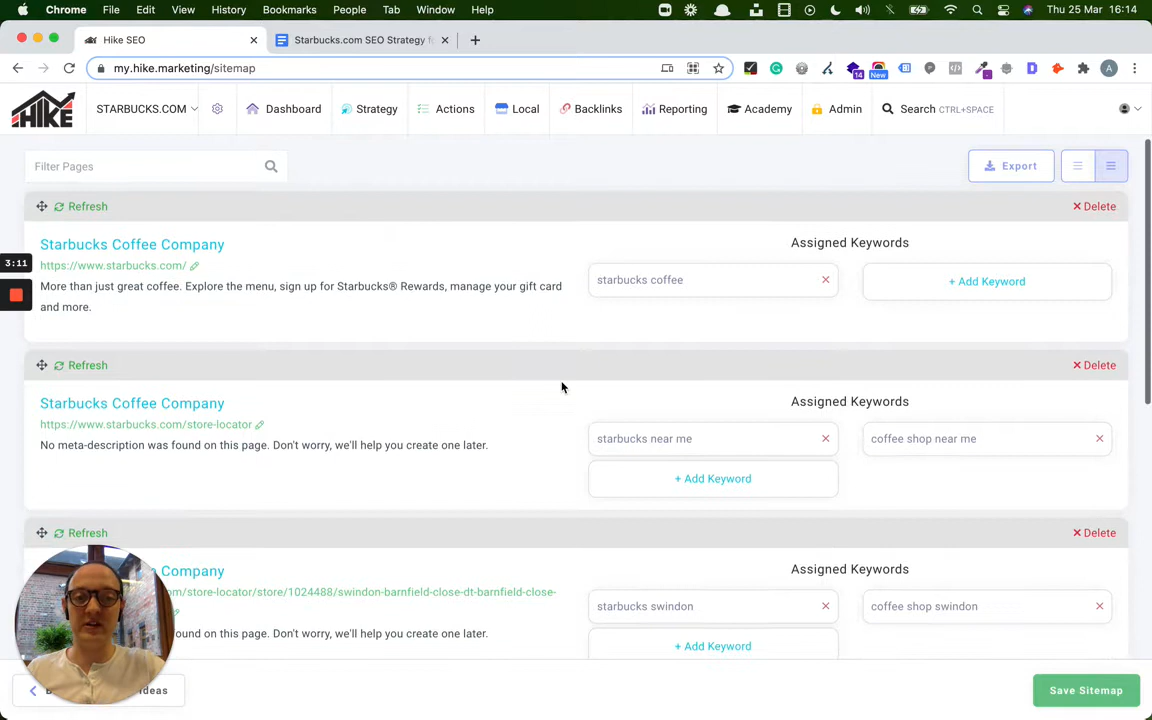 Chrome File Edit View History Bookmarks People Tab Window Help Thu 25 Mar 16:14
Hike SEO
Starbucks.com SEO Strategy f
my.hike.marketing/sitemap
14
New
A
HIKE
STARBUCKS.COM
Dashboard
Strategy
Actions
Local
Backlinks
Reporting
Academy
Admin
Search CTRL+SPACE
Filter Pages
Export
Refresh
Delete
Starbucks Coffee Company
Assigned Keywords
https://www.starbucks.com/
3:11
starbucks coffee
+ Add Keyword
More than just great coffee. Explore the menu, sign up for Starbucks® Rewards, manage your gift card
and more.
Refresh
Delete
Starbucks Coffee Company
Assigned Keywords
https://www.starbucks.com/store-locator
starbucks near me
coffee shop near me
No meta-description was found on this page. Don't worry, we'll help you create one later.
+ Add Keyword
Refresh
Delete
Company
Assigned Keywords
om/store-locator/store/1024488/swindon-barnfield-close-dt-barnfield-close-
starbucks swindon
coffee shop swindon
ound on this page. Don't worry, we'll help you create one later.
+ Add Keyword
deas
Save Sitemap